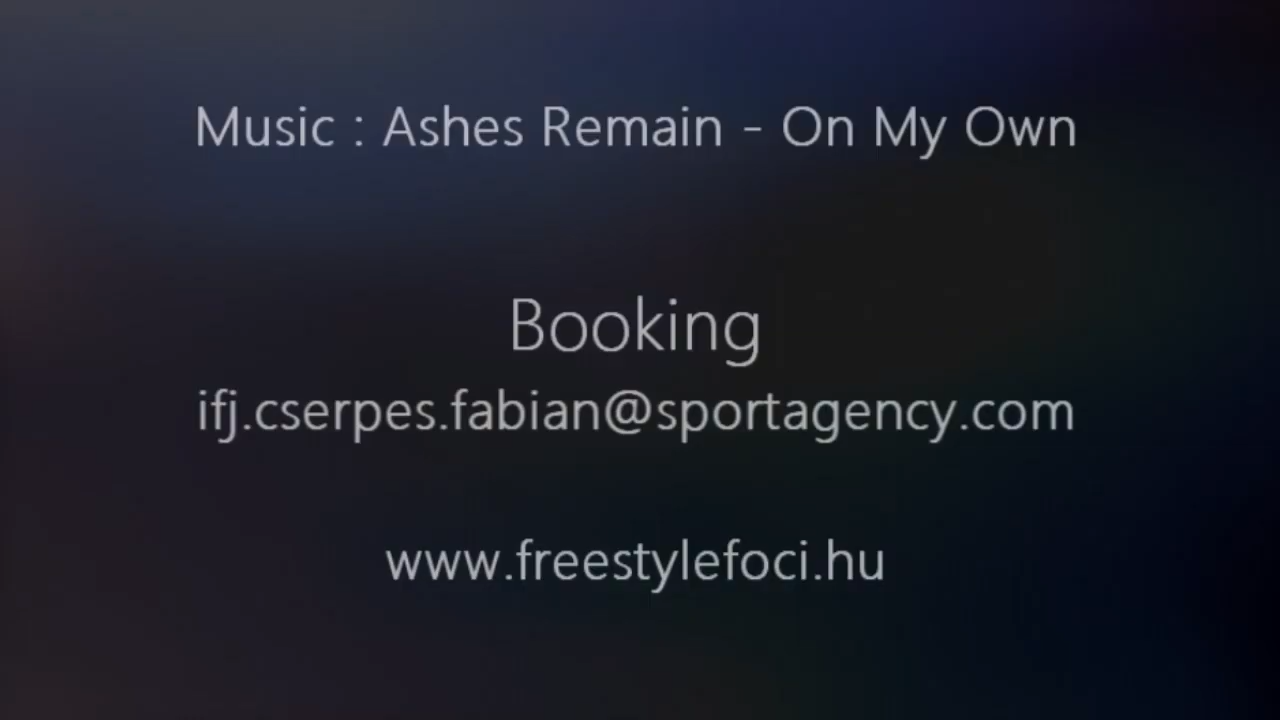 Music : Ashes Remain - On My Own
Booking
ifj.cserpes.fabian@sportagency.com
www.freestylefoci.hu